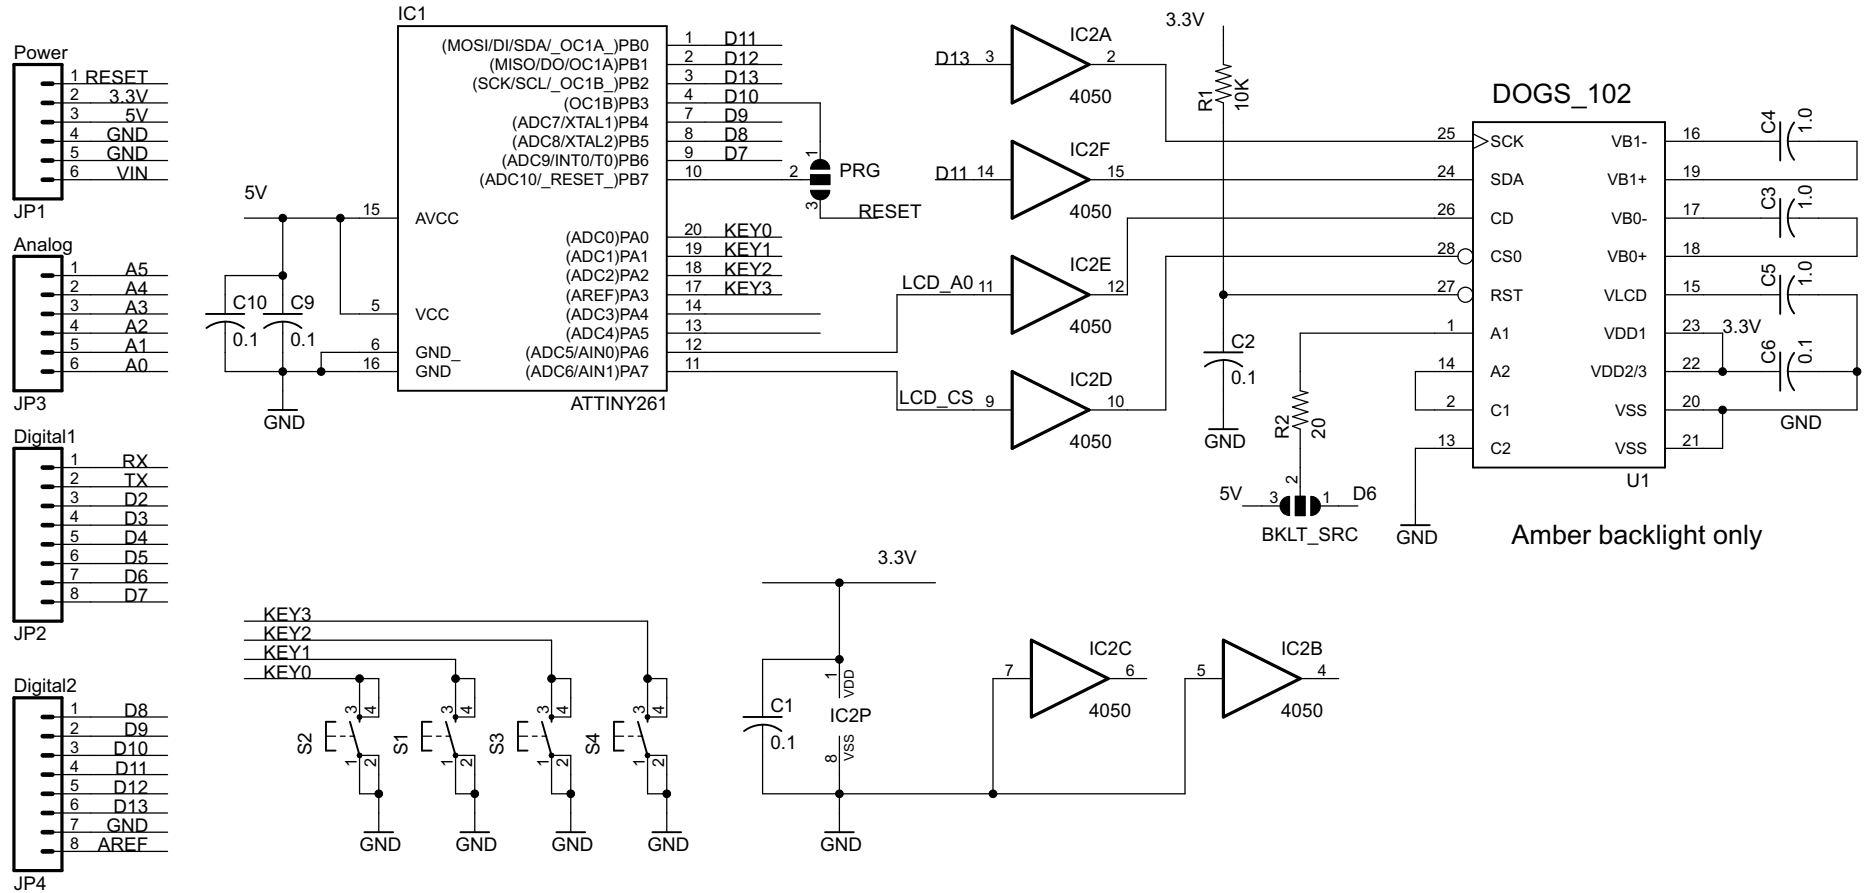 Power
1 RESET
2 3.3V
3 5V
4 GND
5 GND
6 VIN
JP1
Analog
1 A5
2 A4
3 A3
4 A2
5 A1
6 A0
JP3
Digital1
1 RX
2 TX
3 D2
4 D3
5 D4
6 D5
7 D6
8 D7
JP2
Digital2
1 D8
2 D9
3 D10
4 D11
5 D12
6 D13
7 GND
8 AREF
JP4
IC1
(MOSI/DI/SDA/_OC1A_)PB0 1 D11
(MISO/DO/OC1A)PB1 2 D12
(SCK/SCL/_OC1B_)PB2 3 D13
(OC1B)PB3 4 D10
(ADC7/XTAL1)PB4 7 D9
(ADC8/XTAL2)PB5 8 D8
(ADC9/INT0/T0)PB6 9 D7
(ADC10/_RESET_)PB7 10
(ADC0)PA0 20 KEY0
(ADC1)PA1 19 KEY1
(ADC2)PA2 18 KEY2
(AREF)PA3 17 KEY3
(ADC3)PA4 14
(ADC4)PA5 13
(ADC5/AIN0)PA6 12
(ADC6/AIN1)PA7 11
5V
15 AVCC
5 VCC
6 GND_
16 GND
C10
0.1
C9
0.1
GND
ATTINY261
1
2
3
PRG
RESET
D13 3
IC2A
2
4050
D11 14
IC2F
15
4050
LCD_A0 11
IC2E
12
4050
LCD_CS 9
IC2D
10
4050
3.3V
R1
10K
C2
0.1
GND
R2
20
5V 3
2
1 D6
BKLT_SRC
DOGS_102
25 SCK
24 SDA
26 CD
28 CS0
27 RST
1 A1
14 A2
2 C1
13 C2
VB1- 16
VB1+ 19
VB0- 17
VB0+ 18
VLCD 15
VDD1 23
VDD2/3 22
VSS 20
VSS 21
U1
C4
1.0
C3
1.0
C5
1.0
3.3V
C6
0.1
GND
GND
Amber backlight only
KEY3
KEY2
KEY1
KEY0
S2
3
4
1
2
GND
S1
3
4
1
2
GND
S3
3
4
1
2
GND
S4
3
4
1
2
GND
3.3V
C1
0.1
1
VDD
IC2P
VSS
8
GND
7
IC2C
6
4050
5
IC2B
4
4050